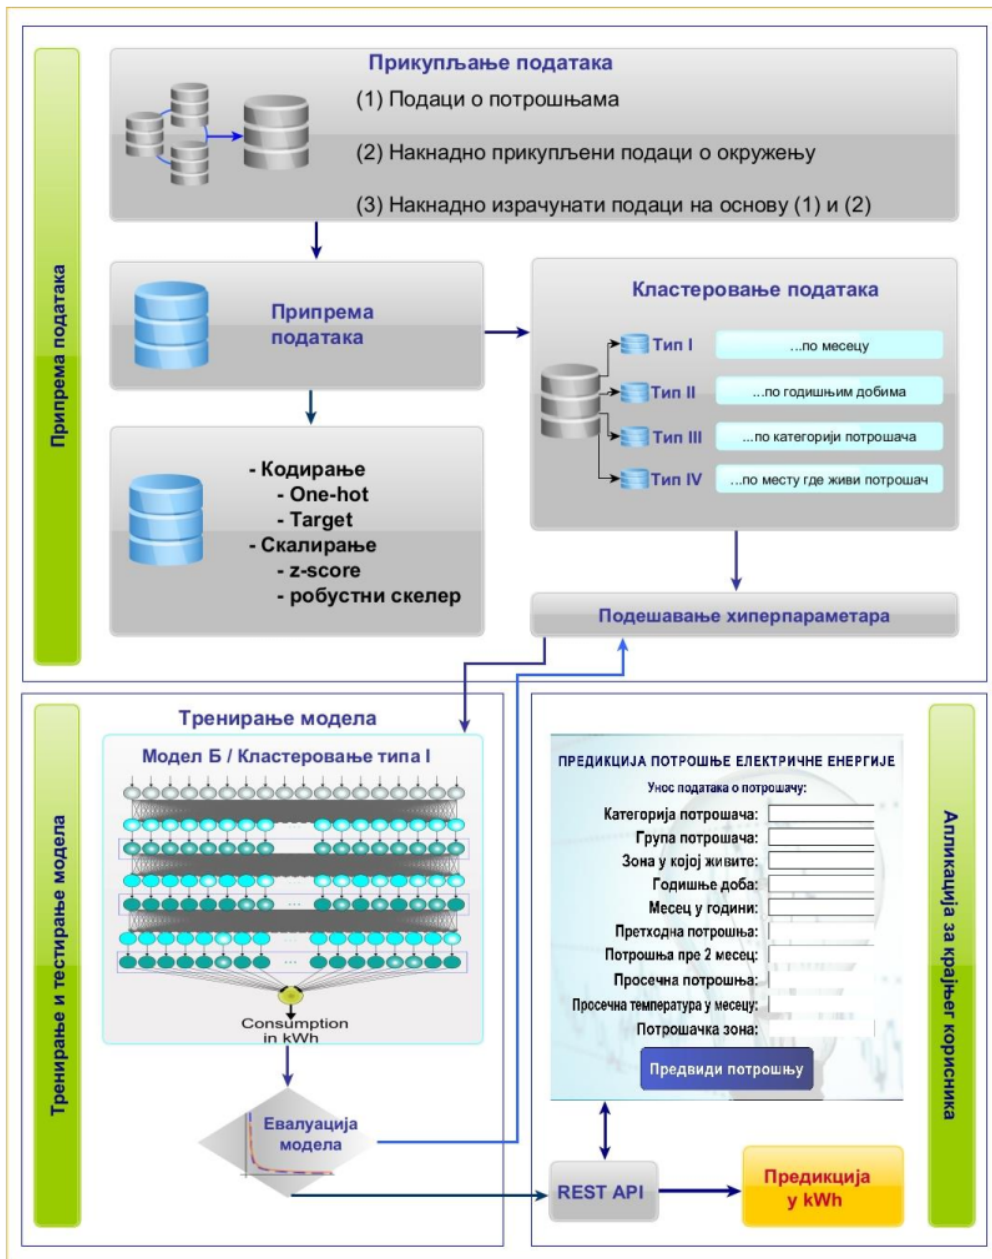 Припрема података
Прикупљање података
(1) Подаци о потрошњама
(2) Накнадно прикупљени подаци о окружењу
(3) Накнадно израчунати подаци на основу (1) и (2)
Припрема
података
- Кодирање
- One-hot
- Target
- Скалирање
- z-score
- робустни скелер
Кластеровање података
Тип I
...по месецу
Тип II
...по годишњим добима
Тип III
...по категорији потрошача
Тип IV
...по месту где живи потрошач
Подешавање хиперпараметара
Тренирање и тестирање модела
Тренирање модела
Модел Б / Кластеровање типа I
Consumption
in kWh
Евалуација
модела
ПРЕДИКЦИЈА ПОТРОШЊЕ ЕЛЕКТРИЧНЕ ЕНЕРГИЈЕ
Унос података о потрошачу:
Категорија потрошача:
Група потрошача:
Зона у којој живите:
Годишње доба:
Месец у години:
Претходна потрошња:
Потрошња пре 2 месец:
Просечна потрошња:
Просечна температура у месецу:
Потрошачка зона:
Предвиди потрошњу
REST API
Предикција
у kWh
Апликација за крајњег корисника